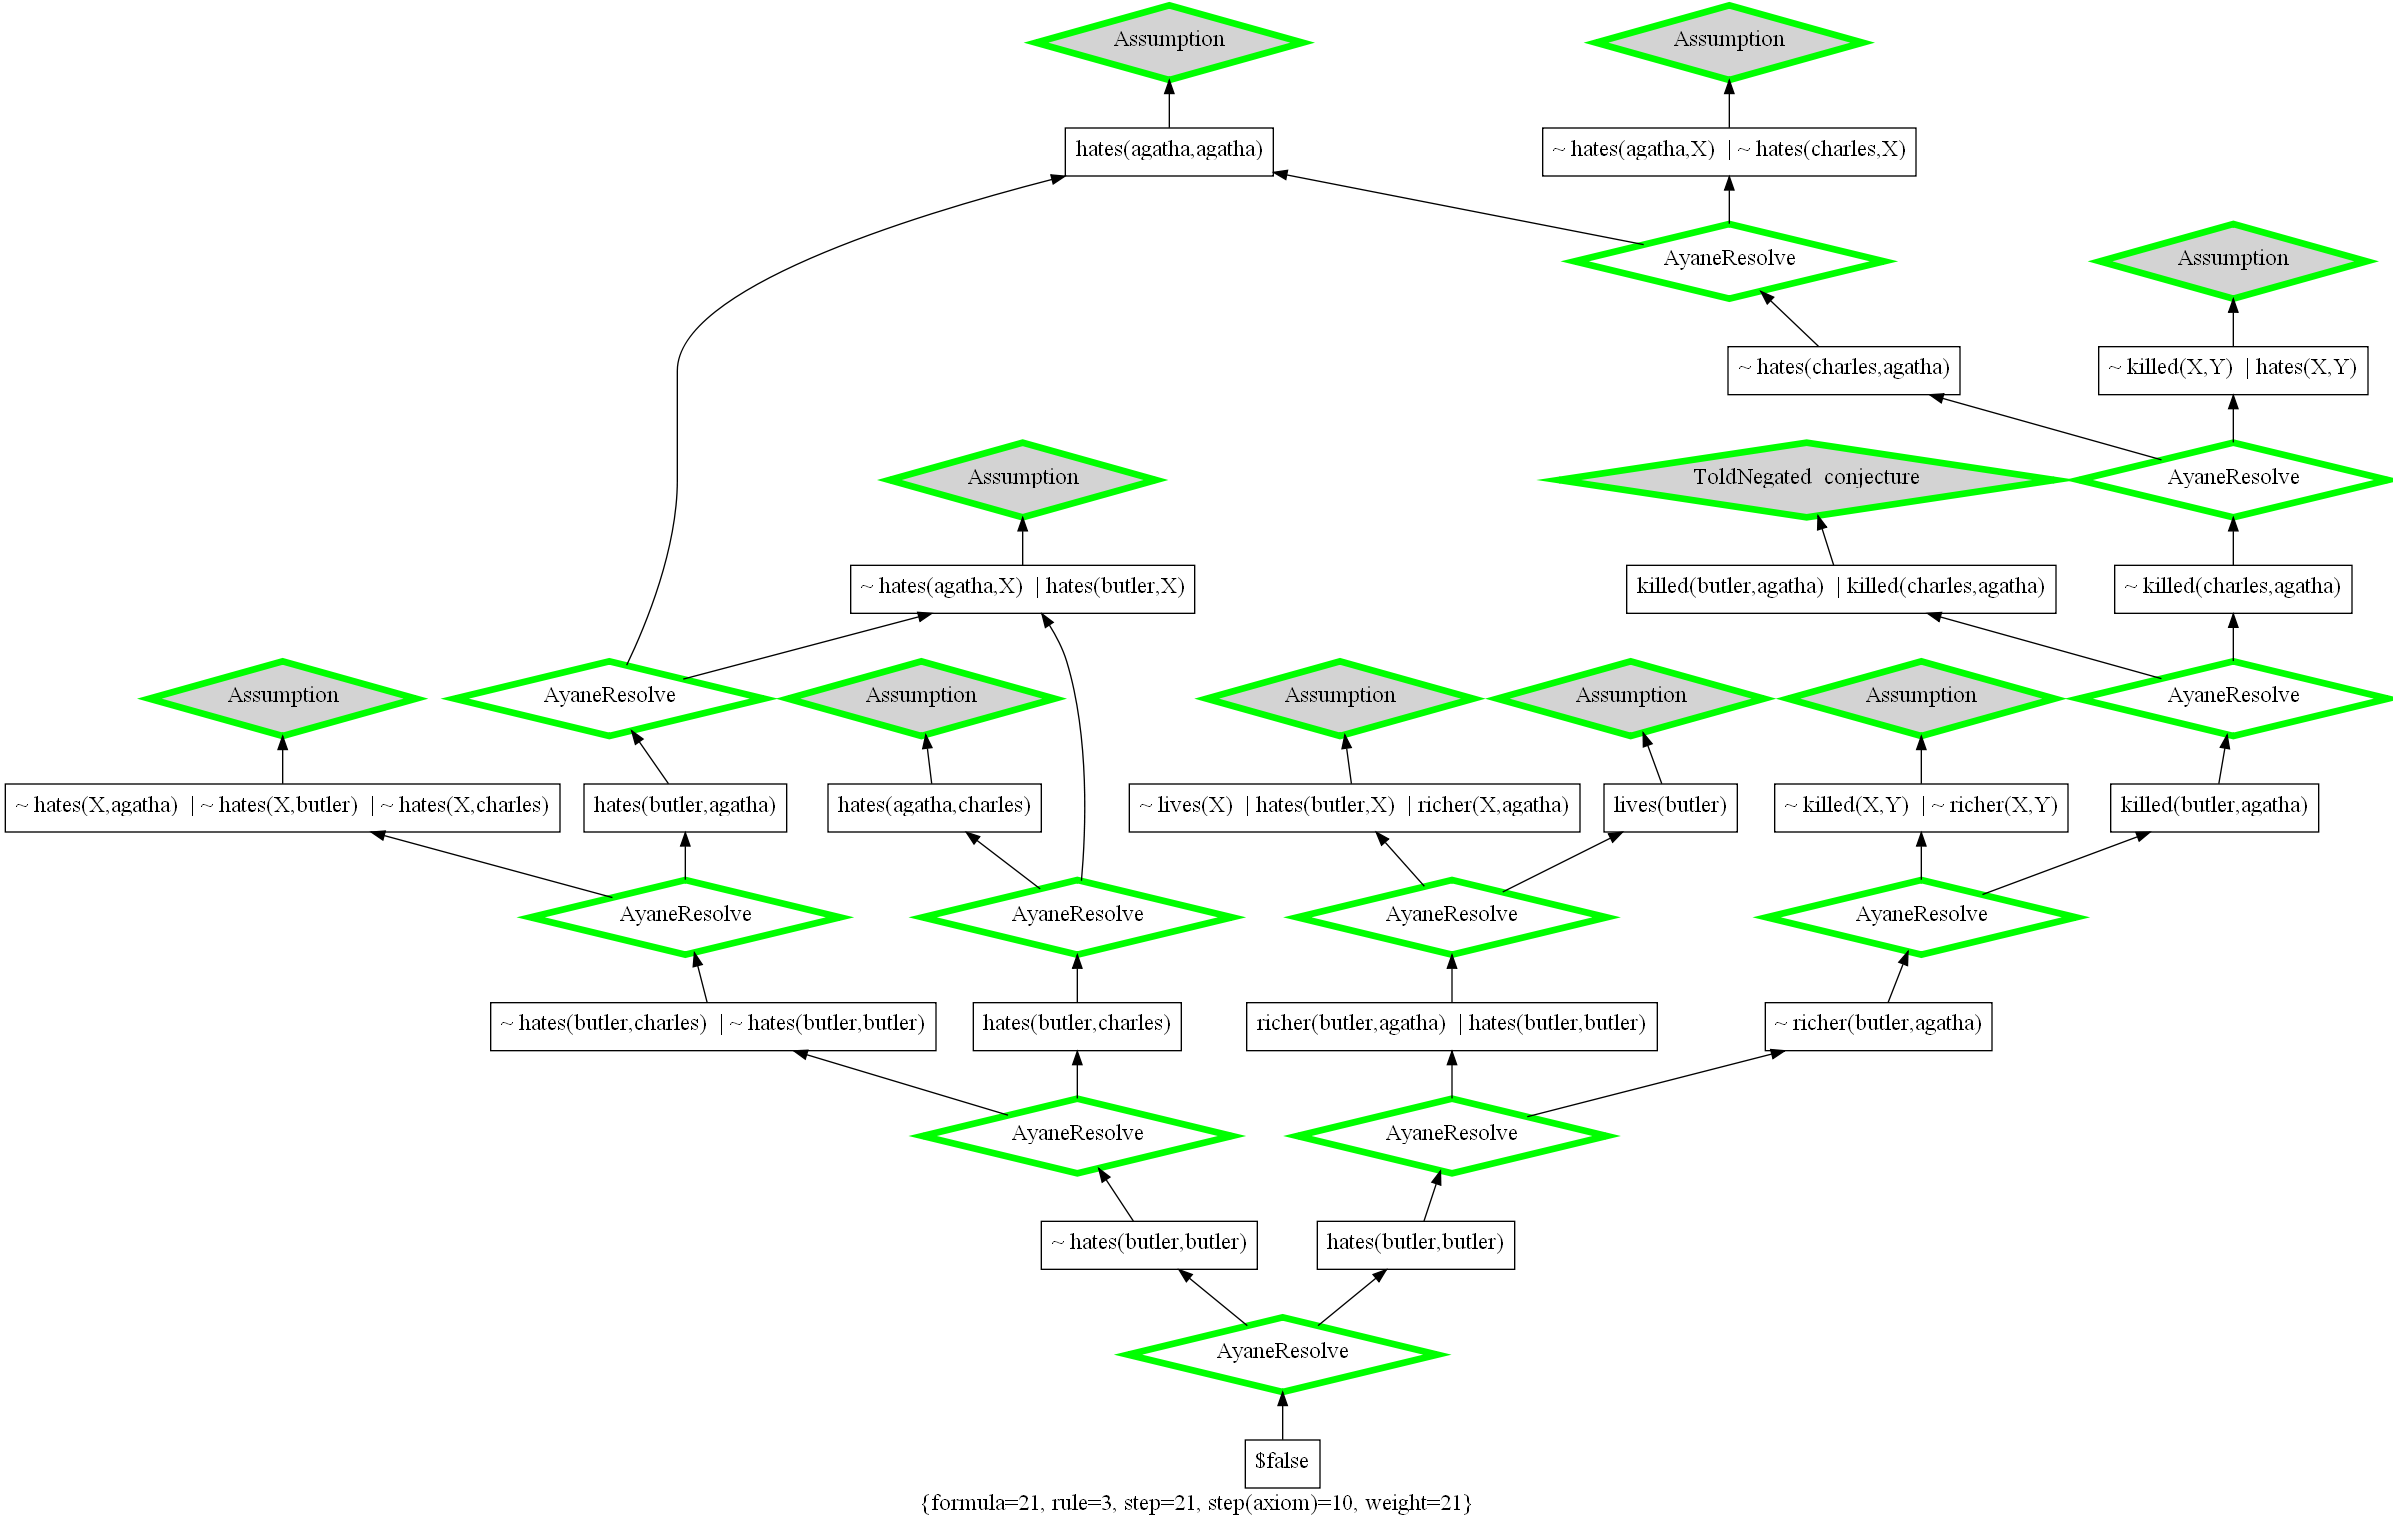 Assumption
Assumption
hates(agatha,agatha)
~ hates(agatha,X) | ~ hates(charles,X)
AyaneResolve
Assumption
~ hates(charles,agatha)
~ killed(X,Y) | hates(X,Y)
Assumption
ToldNegated conjecture
AyaneResolve
~ hates(agatha,X) | hates(butler,X)
killed(butler,agatha) | killed(charles,agatha)
~ killed(charles,agatha)
Assumption
AyaneResolve
Assumption
Assumption
Assumption
Assumption
AyaneResolve
~ hates(X,agatha) | ~ hates(X,butler) | ~ hates(X,charles)
hates(butler,agatha)
hates(agatha,charles)
~ lives(X) | hates(butler,X) | richer(X,agatha)
lives(butler)
~ killed(X,Y) | ~ richer(X,Y)
killed(butler,agatha)
AyaneResolve
AyaneResolve
AyaneResolve
AyaneResolve
~ hates(butler,charles) | ~ hates(butler,butler)
hates(butler,charles)
richer(butler,agatha) | hates(butler,butler)
~ richer(butler,agatha)
AyaneResolve
AyaneResolve
~ hates(butler,butler)
hates(butler,butler)
AyaneResolve
$false
{formula=21, rule=3, step=21, step(axiom)=10, weight=21}